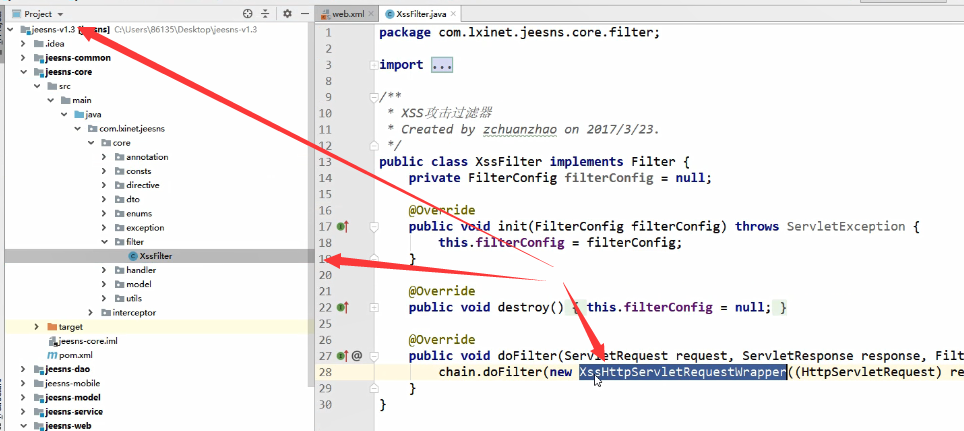 Project
jeesns-v1.3 [jeesns] C:\Users\86135\Desktop\jeesns-v1.3
.idea
jeesns-common
jeesns-core
src
main
java
com.lxinet.jeesns
core
annotation
consts
directive
dto
enums
exception
filter
XssFilter
handler
model
utils
interceptor
target
jeesns-core.iml
pom.xml
jeesns-dao
jeesns-mobile
jeesns-model
jeesns-service
jeesns-web
web.xml XssFilter.java
1 package com.lxinet.jeesns.core.filter;
2
3 import ...
8
9 /**
10 * XSS攻击过滤器
11 * Created by zchuanzhao on 2017/3/23.
12 */
13 public class XssFilter implements Filter {
14 private FilterConfig filterConfig = null;
15
16 @Override
17 public void init(FilterConfig filterConfig) throws ServletException {
18 this.filterConfig = filterConfig;
19 }
20
21 @Override
22 public void destroy() { this.filterConfig = null; }
25
26 @Override
27 public void doFilter(ServletRequest request, ServletResponse response, Filt
28 chain.doFilter(new XssHttpServletRequestWrapper((HttpServletRequest) re
29 }
30 }